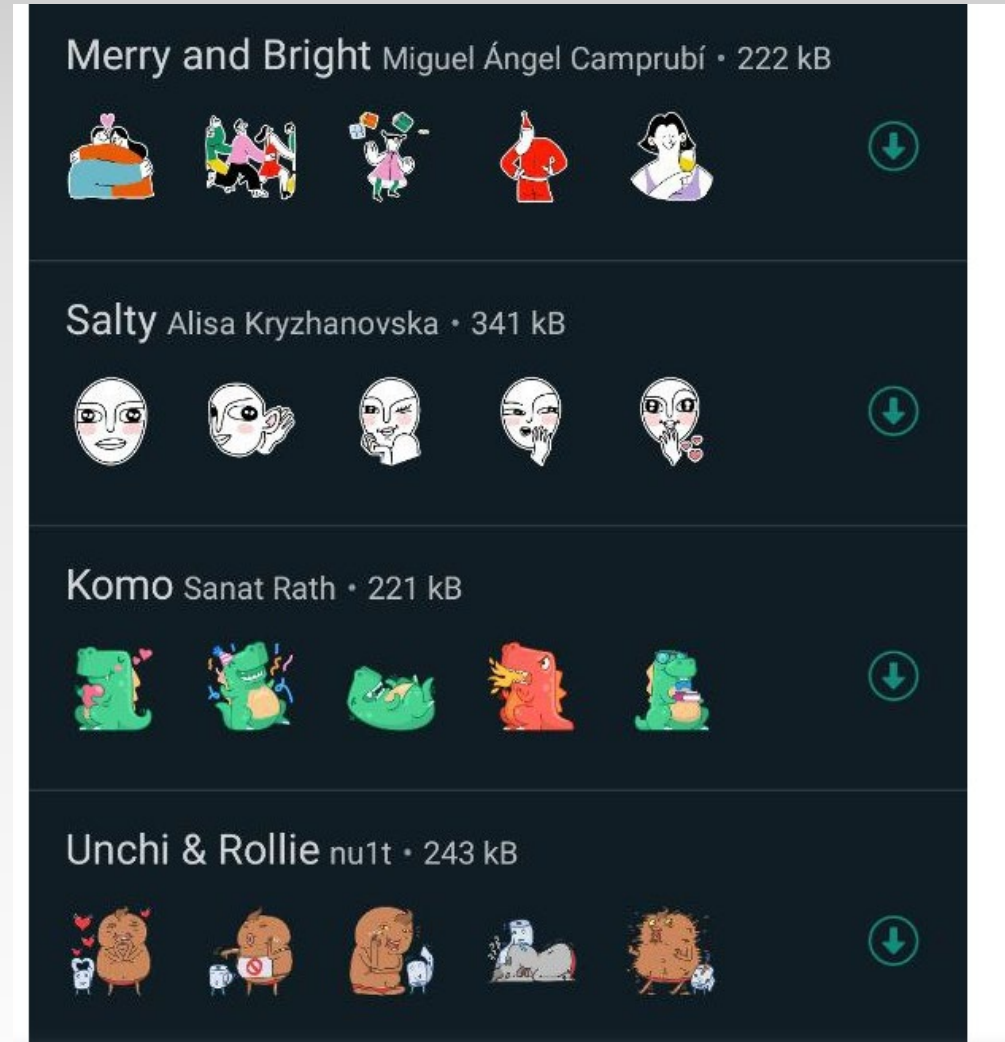 Merry and Bright Miguel Ángel Camprubí • 222 kB
Salty Alisa Kryzhanovska • 341 kB
Komo Sanat Rath • 221 kB
Unchi & Rollie nu1t • 243 kB